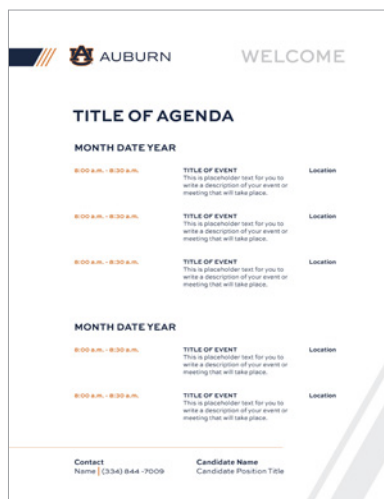 AUBURN WELCOME
TITLE OF AGENDA
MONTH DATE YEAR
8:00 a.m. - 8:30 a.m. TITLE OF EVENT Location
This is placeholder text for you to
write a description of your event or
meeting that will take place.
8:00 a.m. - 8:30 a.m. TITLE OF EVENT Location
This is placeholder text for you to
write a description of your event or
meeting that will take place.
8:00 a.m. - 8:30 a.m. TITLE OF EVENT Location
This is placeholder text for you to
write a description of your event or
meeting that will take place.
MONTH DATE YEAR
8:00 a.m. - 8:30 a.m. TITLE OF EVENT Location
This is placeholder text for you to
write a description of your event or
meeting that will take place.
8:00 a.m. - 8:30 a.m. TITLE OF EVENT Location
This is placeholder text for you to
write a description of your event or
meeting that will take place.
Contact Candidate Name
Name | (334) 844 -7009 Candidate Position Title